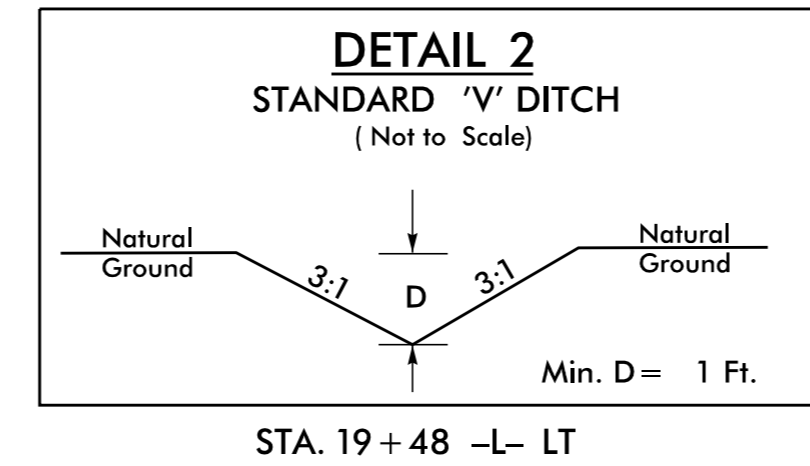 DETAIL 2
STANDARD 'V' DITCH
( Not to Scale)
Natural
Ground
3:1
D
3:1
Natural
Ground
Min. D= 1 Ft.
STA. 19+48 -L- LT